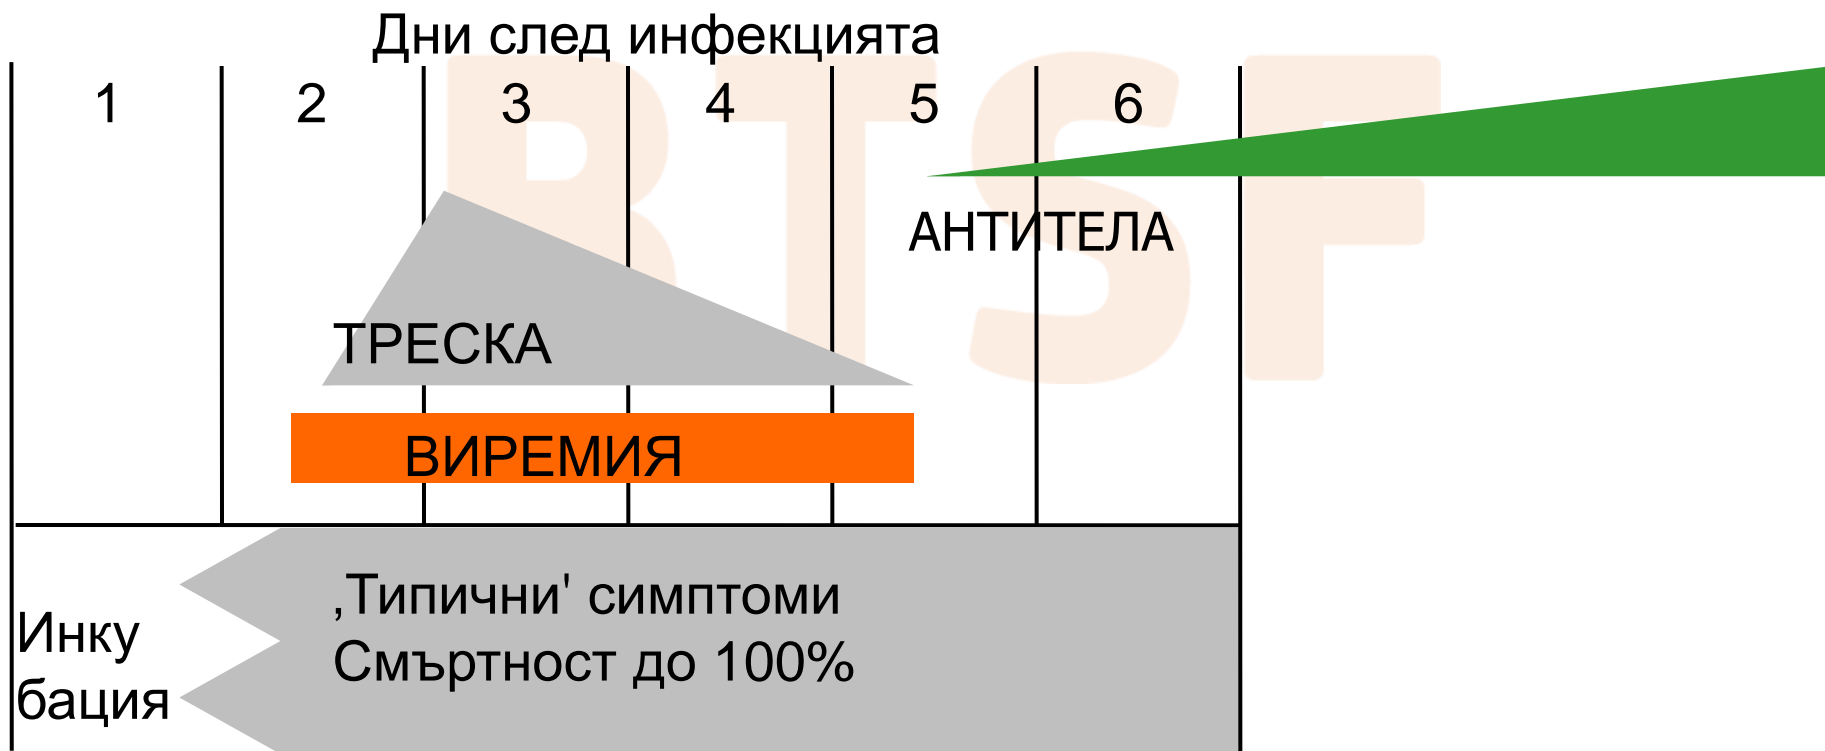 Дни след инфекцията
1 2 3 4 5 6
BTSF
АНТИТЕЛА
ТРЕСКА
ВИРЕМИЯ
‚Типични' симптоми
Смъртност до 100%
Инку
бация